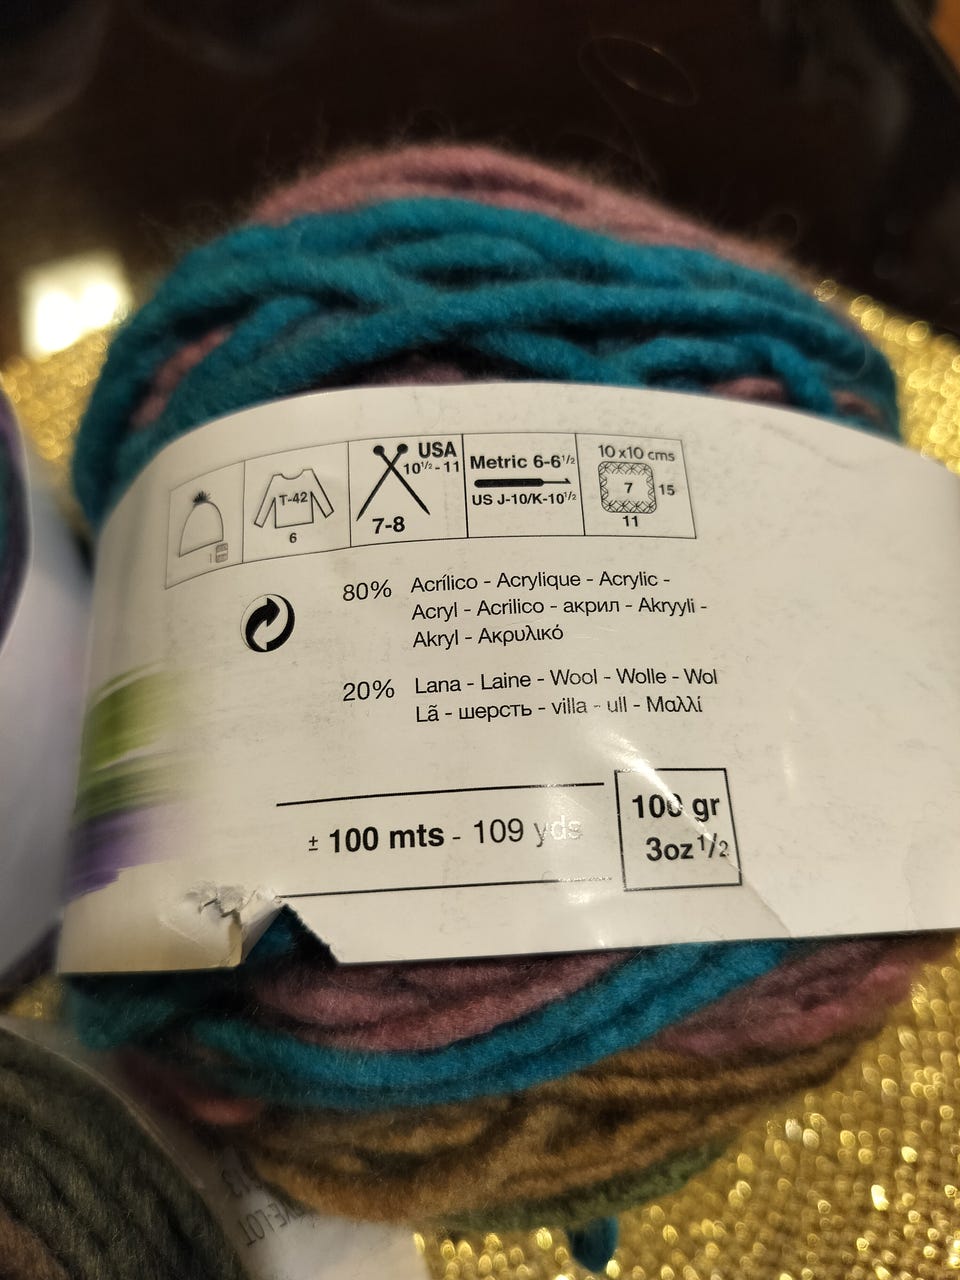 USA
10½ - 11
7-8
T-42
6
1
Metric 6-6½
US J-10/K-10½
10x10 cms
7
15
11
80% Acrílico - Acrylique - Acrylic -
Acryl - Acrilico - акрил - Akryyli -
Akryl - Ακρυλικό
20% Lana - Laine - Wool - Wolle - Wol
Lã - шерсть - villa - ull - Μαλλί
± 100 mts - 109 yds
100 gr
3oz ½